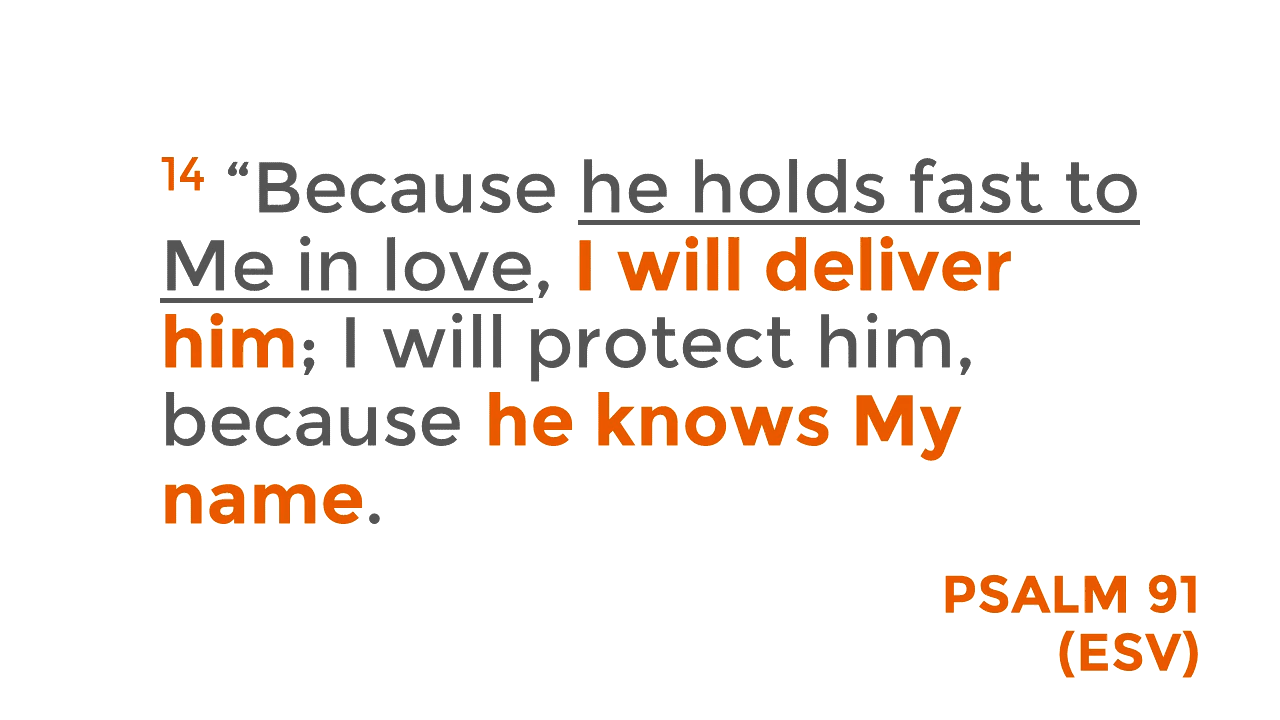 14 “Because he holds fast to
Me in love, I will deliver
him; I will protect him,
because he knows My
name.
PSALM 91
(ESV)